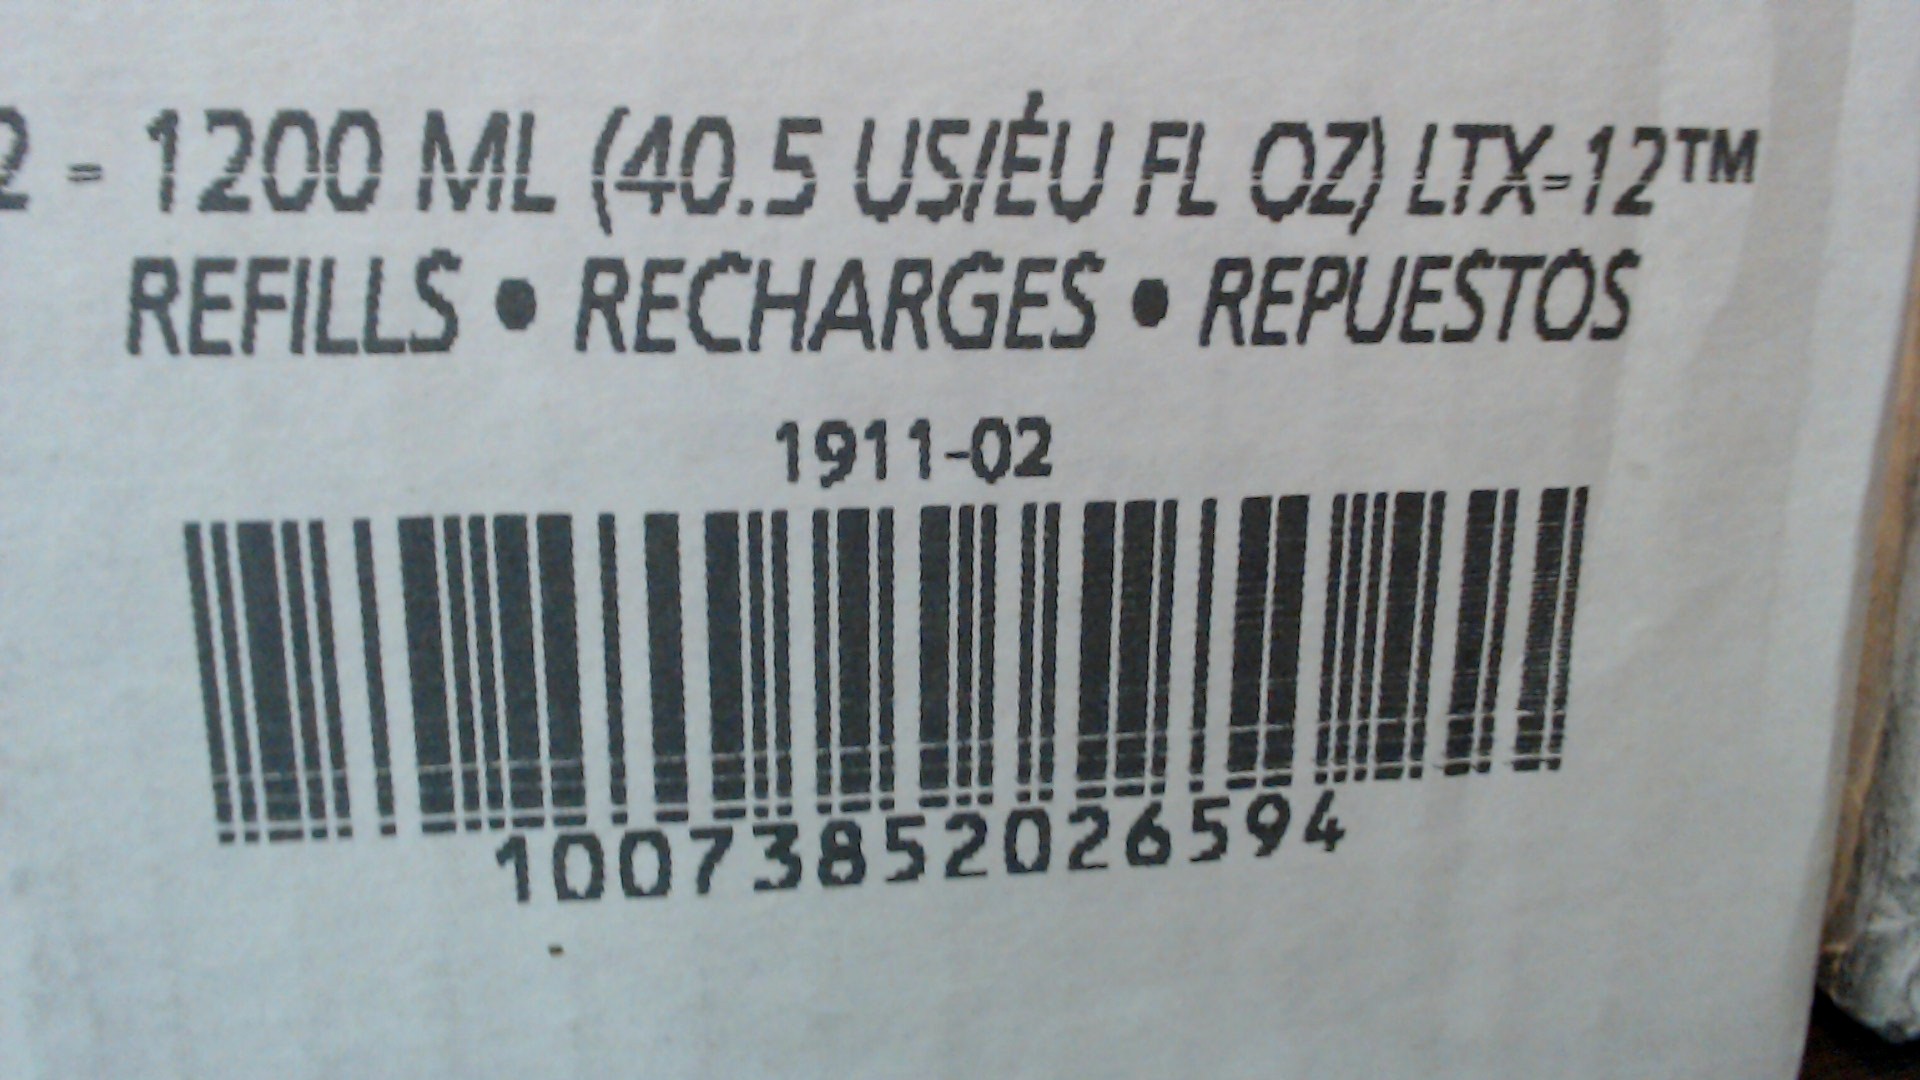 2 - 1200 ML (40.5 US/ÉU FL OZ) LTX-12™
REFILLS • RECHARGES • REPUESTOS
1911-02
10073852026594